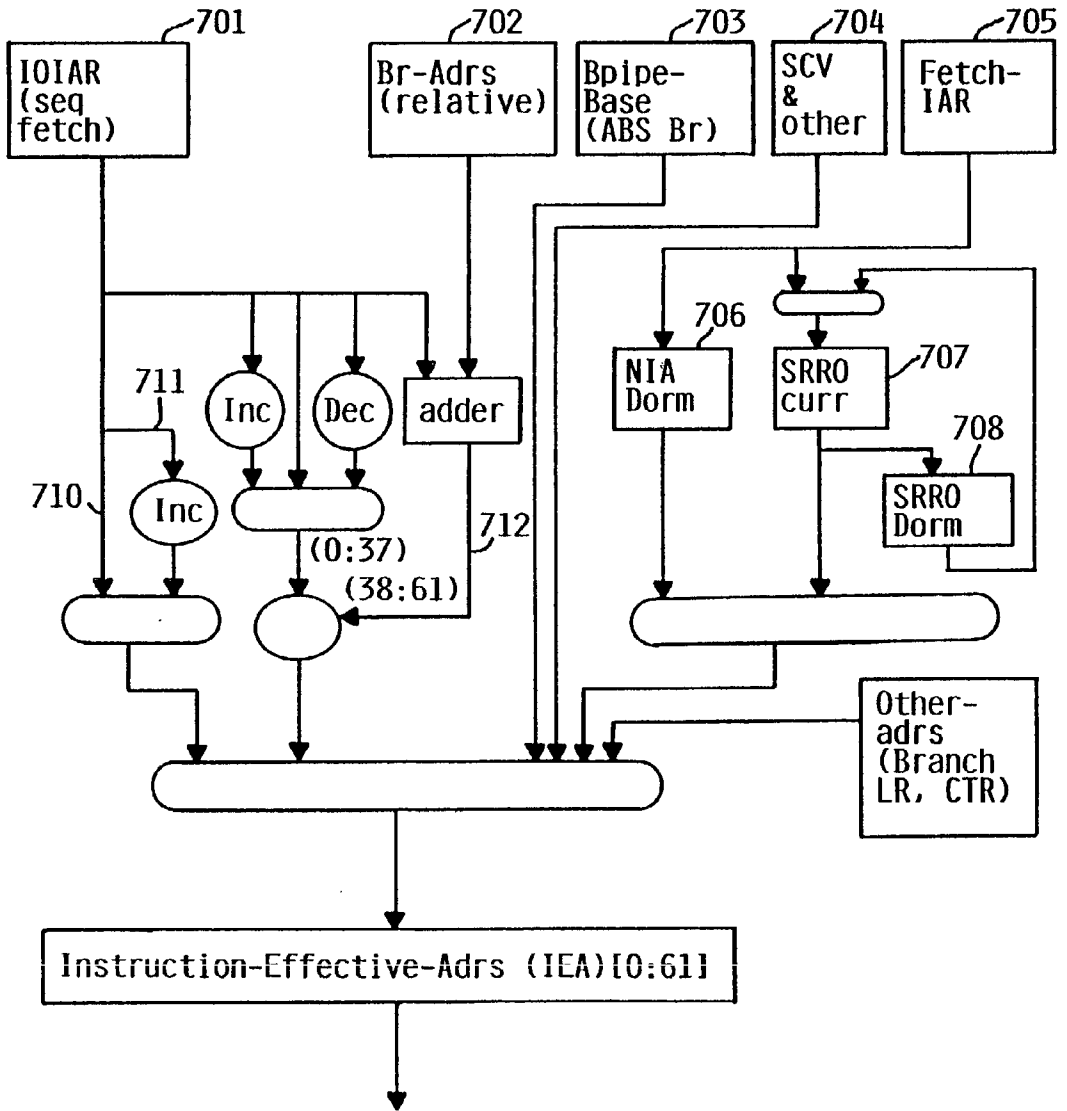 701
702
703
704
705
IOIAR
(seq
fetch)
Br-Adrs
(relative)
Bpipe-
Base
(ABS Br)
SCV
&
other
Fetch-
IAR
706
707
708
711
710
712
Inc
Dec
adder
NIA
Dorm
SRRO
curr
SRRO
Dorm
Inc
(0:37)
(38:61)
Other-
adrs
(Branch
LR, CTR)
Instruction-Effective-Adrs (IEA)[0:61]